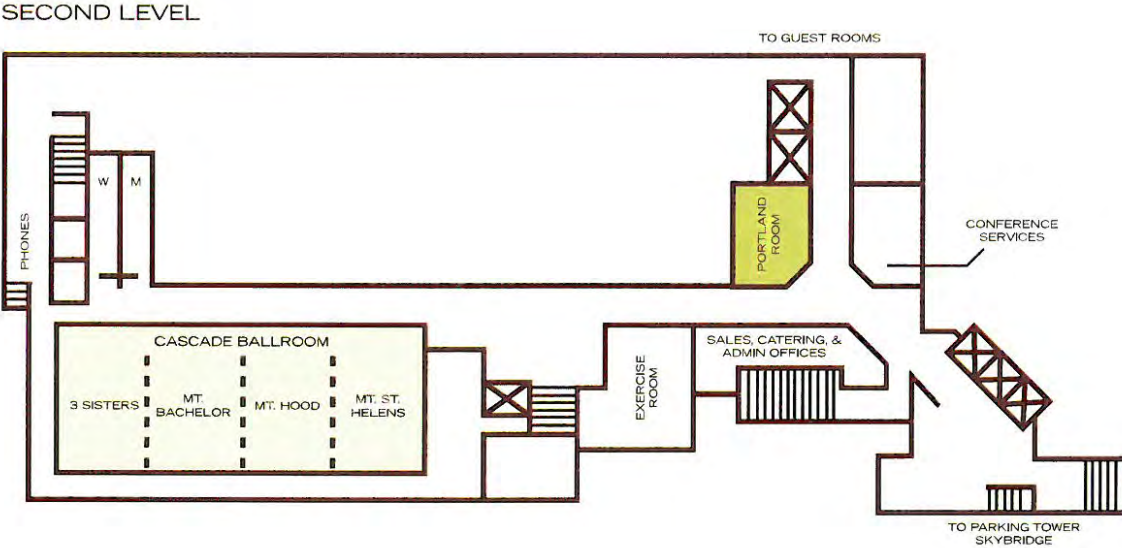 SECOND LEVEL
TO GUEST ROOMS
W M
PHONES
PORTLAND
ROOM
CONFERENCE
SERVICES
CASCADE BALLROOM
3 SISTERS
MT.
BACHELOR
MT. HOOD
MT. ST.
HELENS
EXERCISE
ROOM
SALES, CATERING, &
ADMIN OFFICES
TO PARKING TOWER
SKYBRIDGE